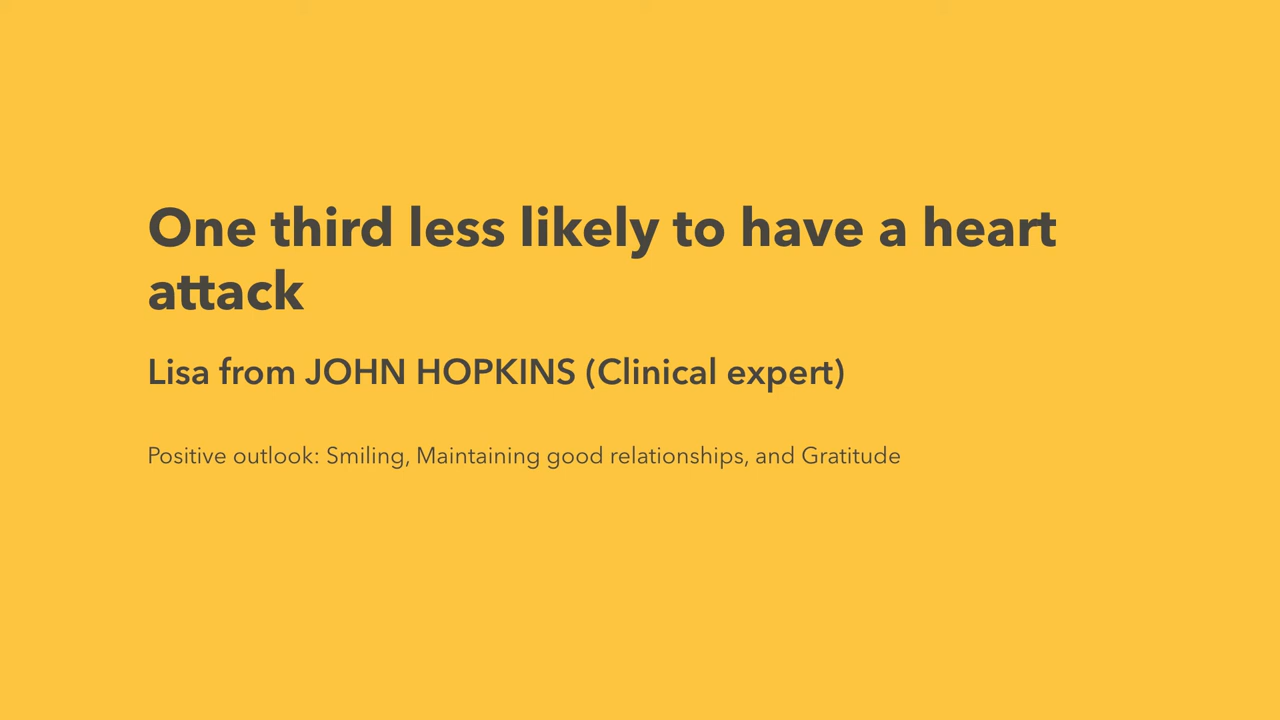 One third less likely to have a heart
attack
Lisa from JOHN HOPKINS (Clinical expert)
Positive outlook: Smiling, Maintaining good relationships, and Gratitude